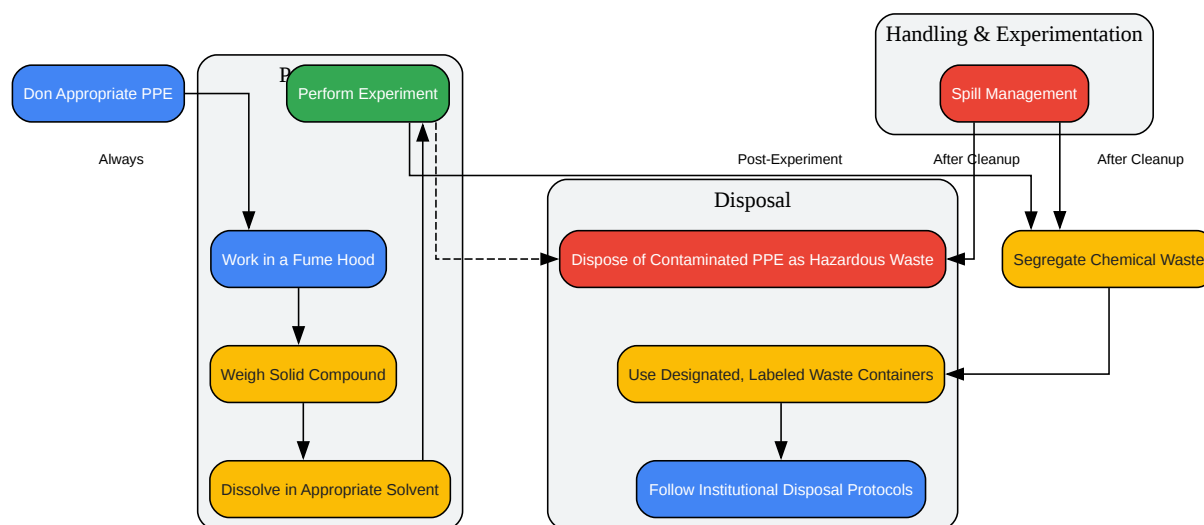 Handling & Experimentation
Don Appropriate PPE
Perform Experiment
Spill Management
Always
Post-Experiment
After Cleanup
After Cleanup
Disposal
Work in a Fume Hood
Dispose of Contaminated PPE as Hazardous Waste
Segregate Chemical Waste
Weigh Solid Compound
Use Designated, Labeled Waste Containers
Dissolve in Appropriate Solvent
Follow Institutional Disposal Protocols